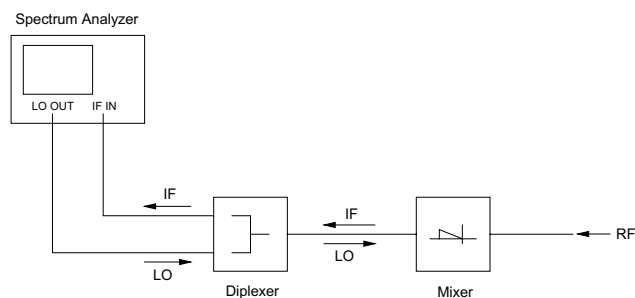 Spectrum Analyzer
LO OUT IF IN
IF
IF
RF
LO
LO
Diplexer
Mixer